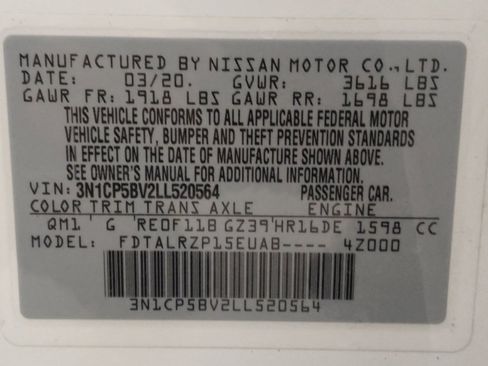 MANUFACTURED BY NISSAN MOTOR CO.,LTD.
DATE: 03/20. GVWR: 3616 LBS
GAWR FR: 1918 LBS GAWR RR: 1698 LBS
THIS VEHICLE CONFORMS TO ALL APPLICABLE FEDERAL MOTOR
VEHICLE SAFETY, BUMPER AND THEFT PREVENTION STANDARDS
IN EFFECT ON THE DATE OF MANUFACTURE SHOWN ABOVE.
SEE OWNER'S MANUAL FOR ADDITIONAL INFORMATION.
VIN: 3N1CP5BV2LL520564 PASSENGER CAR.
COLOR TRIM TRANS AXLE ENGINE
QM1 G RE0F11B GZ39 HR16DE 1598 CC
MODEL: FDTALRZP15EUAB---- 4Z000
3N1CP5BV2LL520564